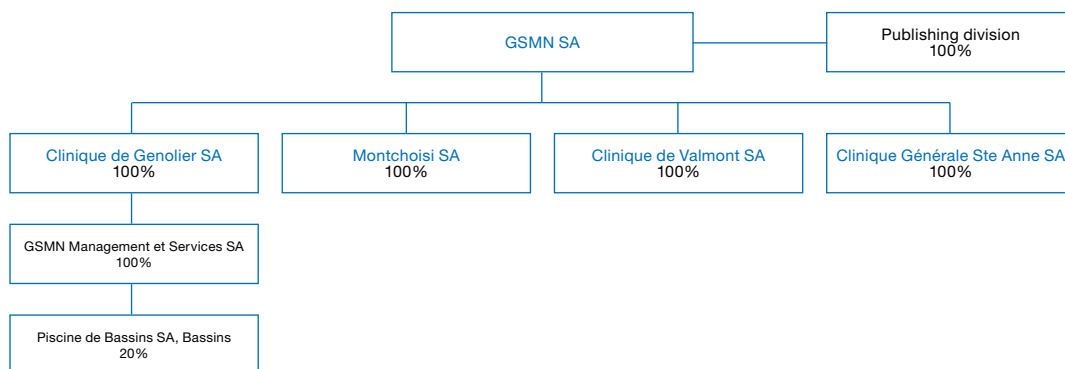 GSMN SA
Publishing division
100%
Clinique de Genolier SA
100%
Montchoisi SA
100%
Clinique de Valmont SA
100%
Clinique Générale Ste Anne SA
100%
GSMN Management et Services SA
100%
Piscine de Bassins SA, Bassins
20%